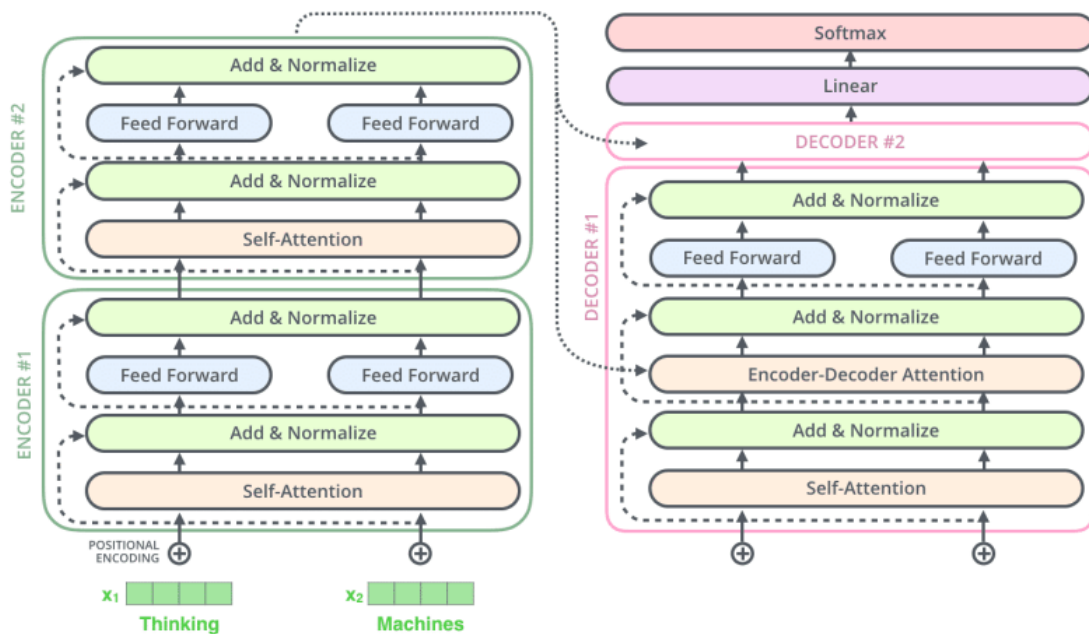 ENCODER #2
Add & Normalize
Feed Forward
Feed Forward
Add & Normalize
Self-Attention
ENCODER #1
Add & Normalize
Feed Forward
Feed Forward
Add & Normalize
Self-Attention
POSITIONAL
ENCODING
x₁
x₂
Thinking
Machines
Softmax
Linear
DECODER #2
DECODER #1
Add & Normalize
Feed Forward
Feed Forward
Add & Normalize
Encoder-Decoder Attention
Add & Normalize
Self-Attention